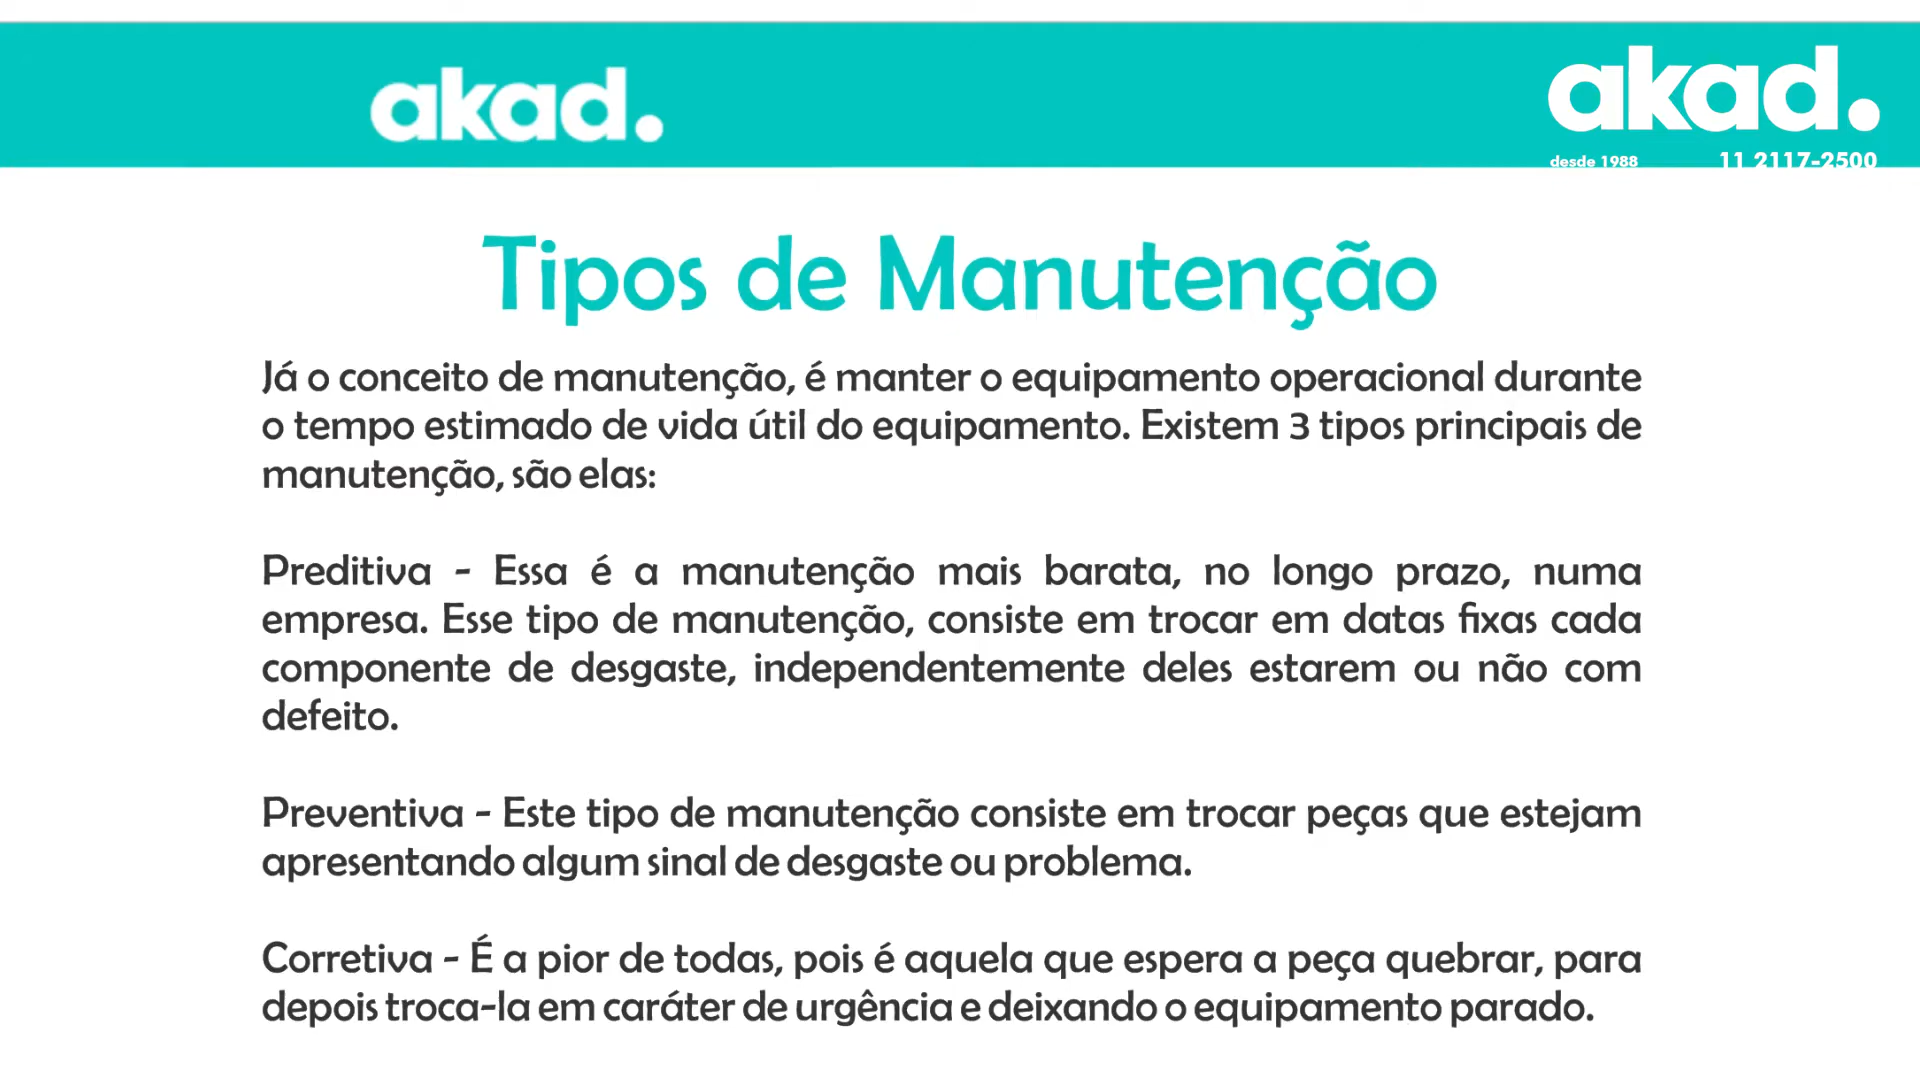 akad.
akad.
desde 1988 11 2117-2500
Tipos de Manutenção
Já o conceito de manutenção, é manter o equipamento operacional durante
o tempo estimado de vida útil do equipamento. Existem 3 tipos principais de
manutenção, são elas:
Preditiva - Essa é a manutenção mais barata, no longo prazo, numa
empresa. Esse tipo de manutenção, consiste em trocar em datas fixas cada
componente de desgaste, independentemente deles estarem ou não com
defeito.
Preventiva - Este tipo de manutenção consiste em trocar peças que estejam
apresentando algum sinal de desgaste ou problema.
Corretiva - É a pior de todas, pois é aquela que espera a peça quebrar, para
depois troca-la em caráter de urgência e deixando o equipamento parado.